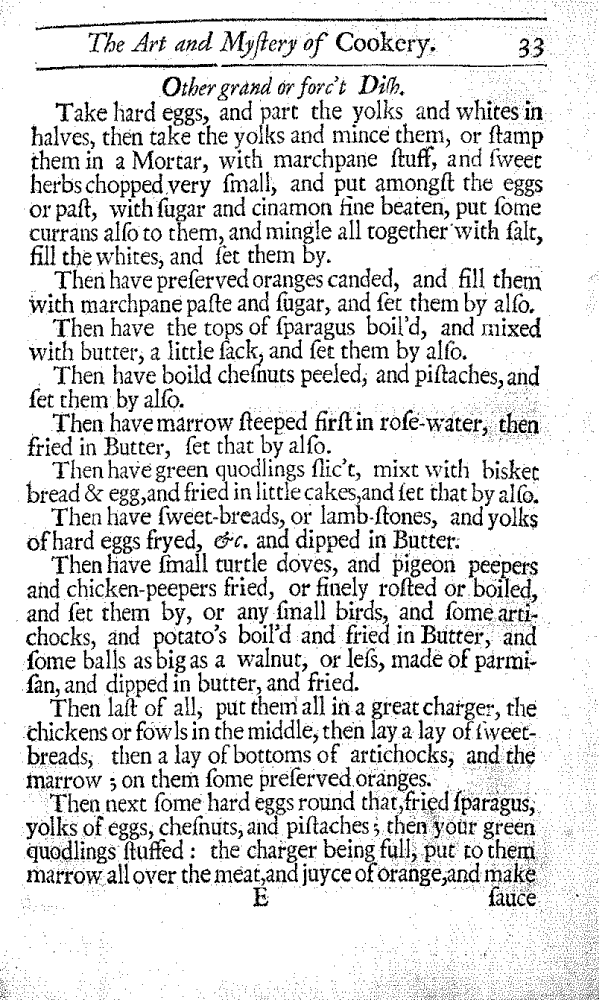 The Art and Myſtery of Cookery. 33
Other grand or forc't Diſh.
Take hard eggs, and part the yolks and whites in
halves, then take the yolks and mince them, or ſtamp
them in a Mortar, with marchpane ſtuff, and ſweet
herbs chopped very ſmall, and put amongſt the eggs
or paſt, with ſugar and cinamon fine beaten, put ſome
currans alſo to them, and mingle all together with ſalt,
fill the whites, and ſet them by.
Then have preſerved oranges canded, and fill them
with marchpane paſte and ſugar, and ſet them by alſo.
Then have the tops of ſparagus boil'd, and mixed
with butter, a little ſack, and ſet them by alſo.
Then have boild cheſnuts peeled, and piſtaches, and
ſet them by alſo.
Then have marrow ſteeped firſt in roſe-water, then
fried in Butter, ſet that by alſo.
Then have green quodlings ſlic't, mixt with bisket
bread & egg, and fried in little cakes, and ſet that by alſo.
Then have ſweet-breads, or lamb-ſtones, and yolks
of hard eggs fryed, &c. and dipped in Butter.
Then have ſmall turtle doves, and pigeon peepers
and chicken-peepers fried, or finely roſted or boiled,
and ſet them by, or any ſmall birds, and ſome arti-
chocks, and potato's boil'd and fried in Butter, and
ſome balls as big as a walnut, or leſs, made of parmi-
ſan, and dipped in butter, and fried.
Then laſt of all, put them all in a great charger, the
chickens or fowls in the middle, then lay a lay of ſweet-
breads, then a lay of bottoms of artichocks, and the
marrow ; on them ſome preſerved oranges.
Then next ſome hard eggs round that, fried ſparagus,
yolks of eggs, cheſnuts, and piſtaches ; then your green
quodlings ſtuffed : the charger being full, put to them
marrow all over the meat, and juyce of orange, and make
E ſauce